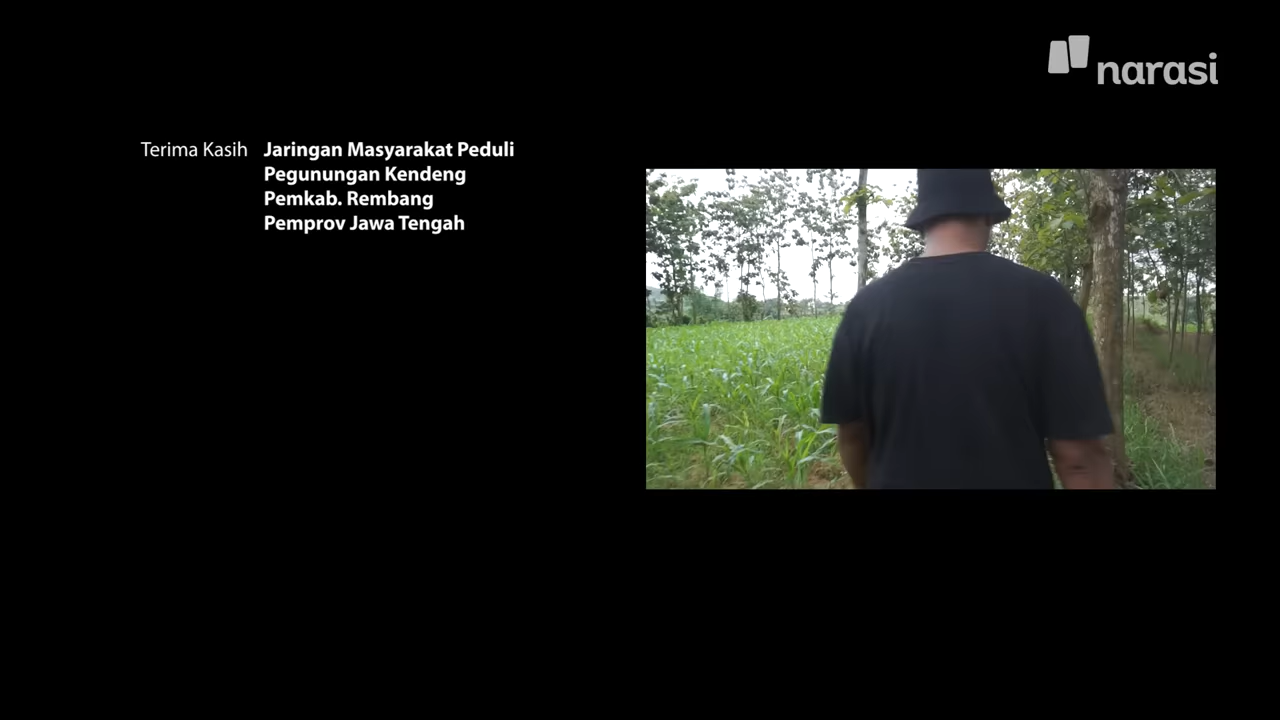 narasi
Terima Kasih Jaringan Masyarakat Peduli
Pegunungan Kendeng
Pemkab. Rembang
Pemprov Jawa Tengah